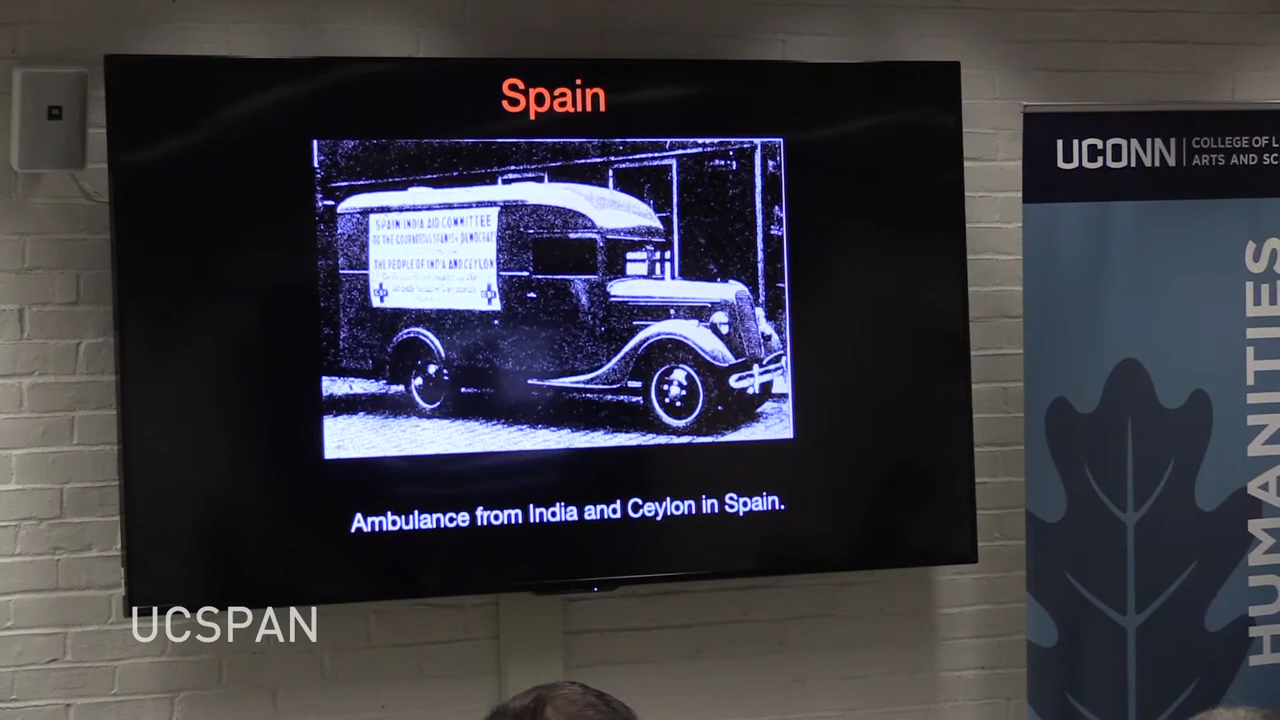 Spain
SPAIN INDIA AID COMMITTEE
TO THE COURAGEOUS SPANISH DEMOCRATS
THE PEOPLE OF INDIA AND CEYLON
Ambulance from India and Ceylon in Spain.
UCSPAN
UCONN
COLLEGE OF L
ARTS AND SC
HUMANITIES